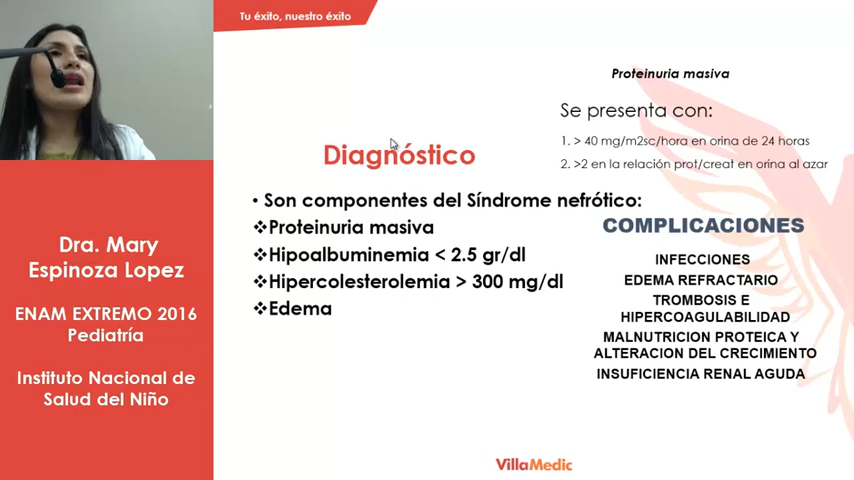 Tu éxito, nuestro éxito
Dra. Mary
Espinoza Lopez
ENAM EXTREMO 2016
Pediatría
Instituto Nacional de
Salud del Niño
Diagnóstico
• Son componentes del Síndrome nefrótico:
❖Proteinuria masiva
❖Hipoalbuminemia < 2.5 gr/dl
❖Hipercolesterolemia > 300 mg/dl
❖Edema
Proteinuria masiva
Se presenta con:
1. > 40 mg/m2sc/hora en orina de 24 horas
2. >2 en la relación prot/creat en orina al azar
COMPLICACIONES
INFECCIONES
EDEMA REFRACTARIO
TROMBOSIS E
HIPERCOAGULABILIDAD
MALNUTRICION PROTEICA Y
ALTERACION DEL CRECIMIENTO
INSUFICIENCIA RENAL AGUDA
VillaMedic